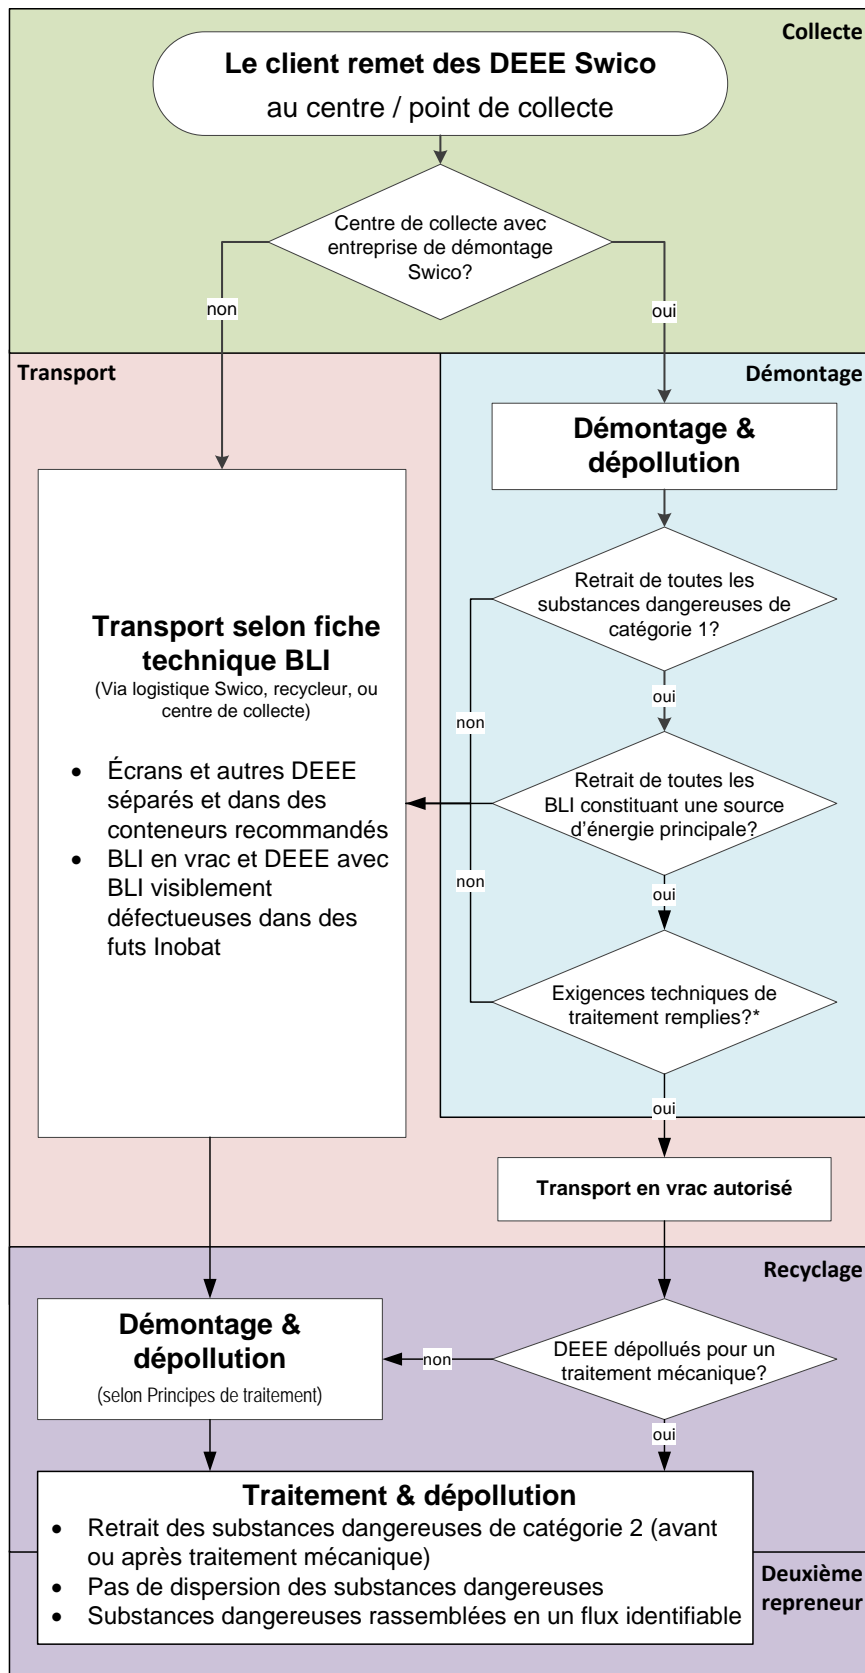 Collecte
Le client remet des DEEE Swico
au centre / point de collecte
Centre de collecte avec
entreprise de démontage
Swico?
non
oui
Transport
Démontage
Démontage &
dépollution
Retrait de toutes les
substances dangereuses de
catégorie 1?
Transport selon fiche
technique BLI
(Via logistique Swico, recycleur, ou
centre de collecte)
• Écrans et autres DEEE
séparés et dans des
conteneurs recommandés
• BLI en vrac et DEEE avec
BLI visiblement
défectueuses dans des
futs Inobat
non
oui
Retrait de toutes les
BLI constituant une source
d’énergie principale?
non
oui
Exigences techniques de
traitement remplies?*
oui
Transport en vrac autorisé
Recyclage
Démontage &
dépollution
(selon Principes de traitement)
non
DEEE dépollués pour un
traitement mécanique?
oui
Traitement & dépollution
• Retrait des substances dangereuses de catégorie 2 (avant
ou après traitement mécanique)
• Pas de dispersion des substances dangereuses
• Substances dangereuses rassemblées en un flux identifiable
Deuxième
repreneur